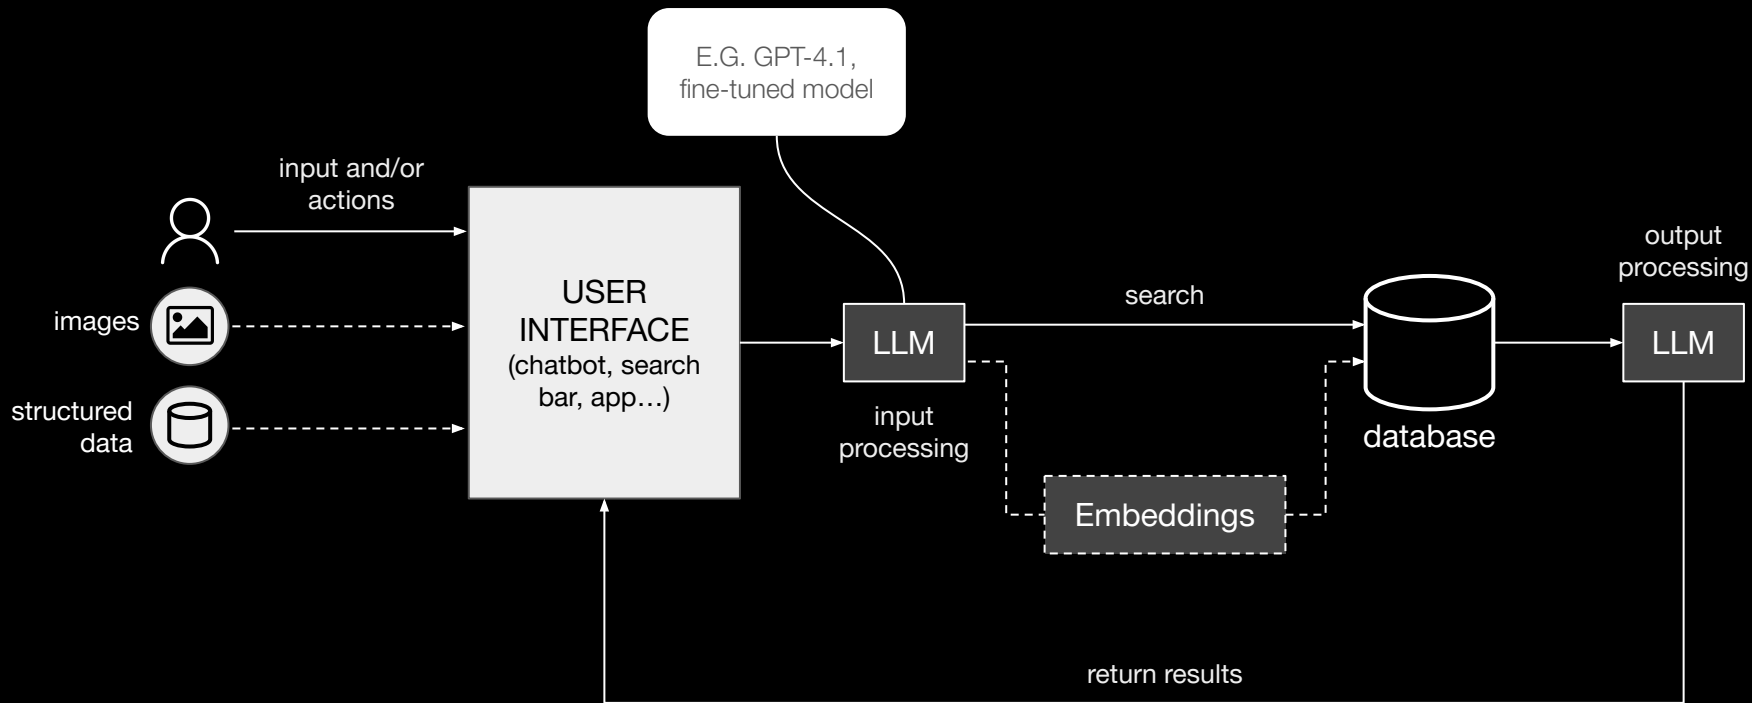 E.G. GPT-4.1,
fine-tuned model
input and/or
actions
images
structured
data
USER
INTERFACE
(chatbot, search
bar, app…)
LLM
input
processing
search
Embeddings
database
output
processing
LLM
return results